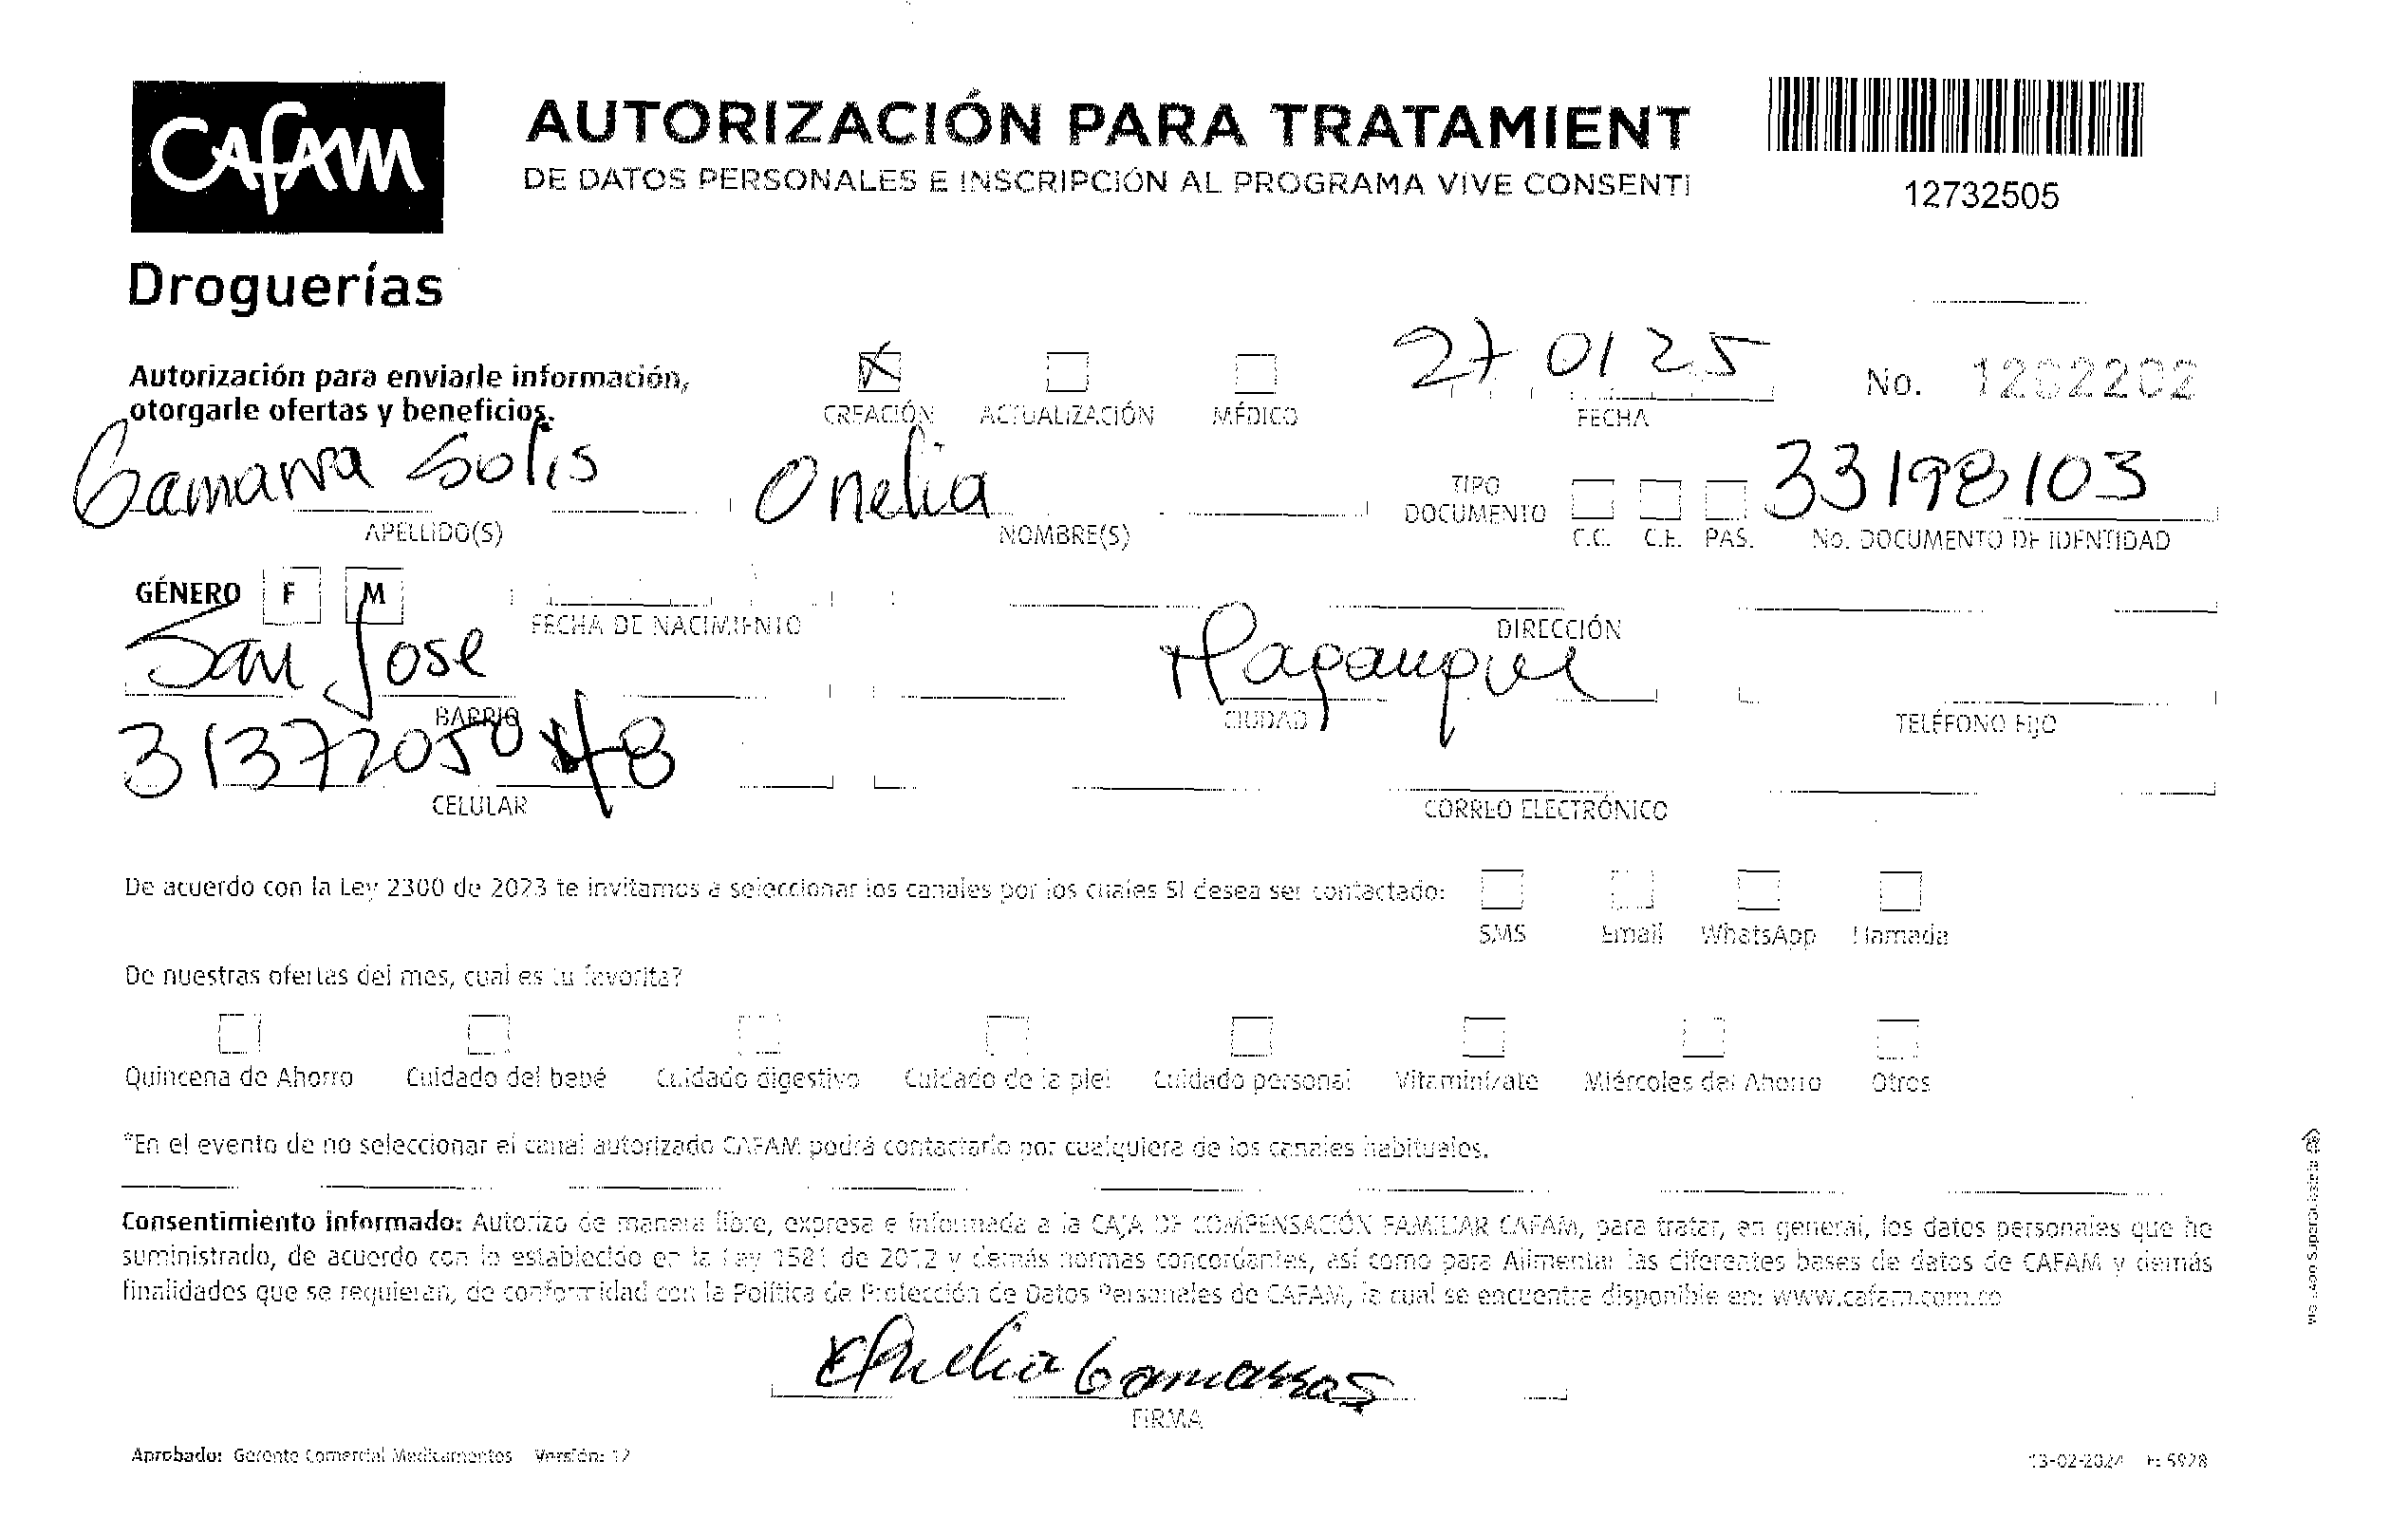 CAFAM
AUTORIZACIÓN PARA TRATAMIENT
DE DATOS PERSONALES E INSCRIPCIÓN AL PROGRAMA VIVE CONSENTI
12732505
Droguerías
Autorización para enviarle información,
otorgarle ofertas y beneficios.
CREACIÓN ACTUALIZACIÓN MÉDICO
27 01 25
FECHA
No. 1202202
Gamarra Solis Onelia
APELLIDO(S) NOMBRE(S)
TIPO
DOCUMENTO
C.C. C.E. PAS.
33198103
No. DOCUMENTO DE IDENTIDAD
GÉNERO F M
FECHA DE NACIMIENTO
DIRECCIÓN
San Jose Magangue
BARRIO CIUDAD TELÉFONO FIJO
3137205048
CELULAR CORREO ELECTRÓNICO
De acuerdo con la Ley 2300 de 2023 te invitamos a seleccionar los canales por los cuales SI desea ser contactado:
SMS Email WhatsApp Llamada
De nuestras ofertas del mes, cual es tu favorita?
Quincena de Ahorro Cuidado del bebé Cuidado digestivo Cuidado de la piel Cuidado personal Vitaminízate Miércoles del Ahorro Otros
*En el evento de no seleccionar el canal autorizado CAFAM podrá contactarlo por cualquiera de los canales habituales.
Consentimiento informado: Autorizo de manera libre, expresa e informada a la CAJA DE COMPENSACIÓN FAMILIAR CAFAM, para tratar, en general, los datos personales que he
suministrado, de acuerdo con lo establecido en la Ley 1581 de 2012 y demás normas concordantes, así como para Alimentar las diferentes bases de datos de CAFAM y demás
finalidades que se requieran, de conformidad con la Política de Protección de Datos Personales de CAFAM, la cual se encuentra disponible en: www.cafam.com.co
Onelia Gamarra S
FIRMA
Aprobado: Gerente Comercial Medicamentos Versión: 12
13-02-2024 F: 5928